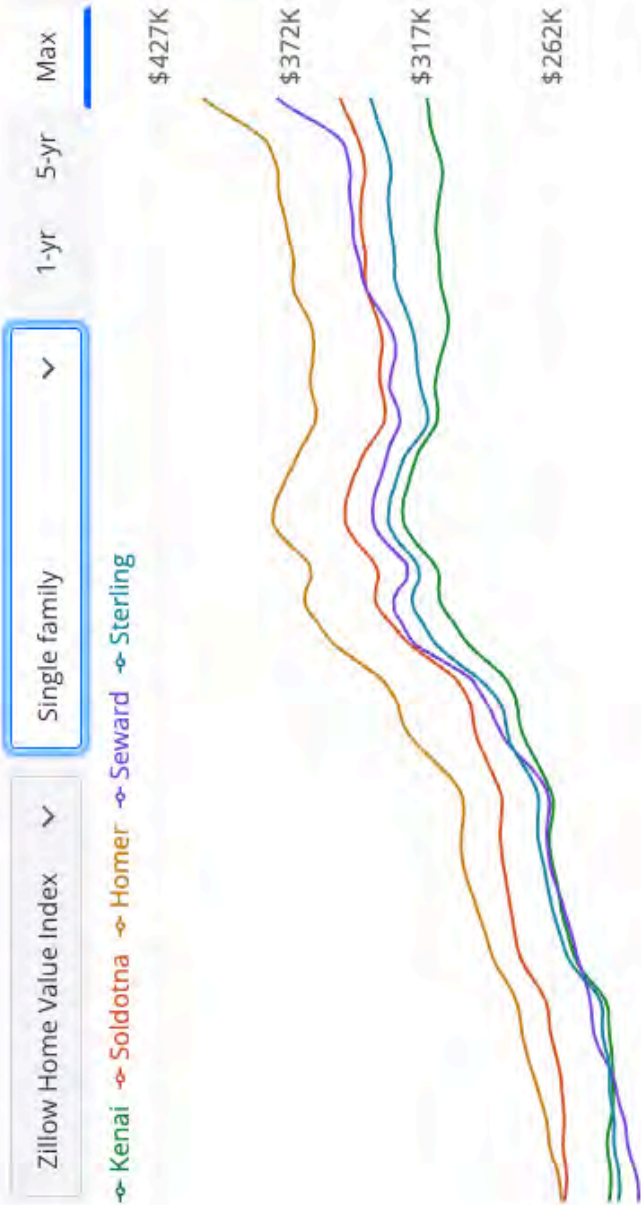 Zillow Home Value Index
Single family
1-yr 5-yr Max
Kenai Soldotna Homer Seward Sterling
$427K
$372K
$317K
$262K